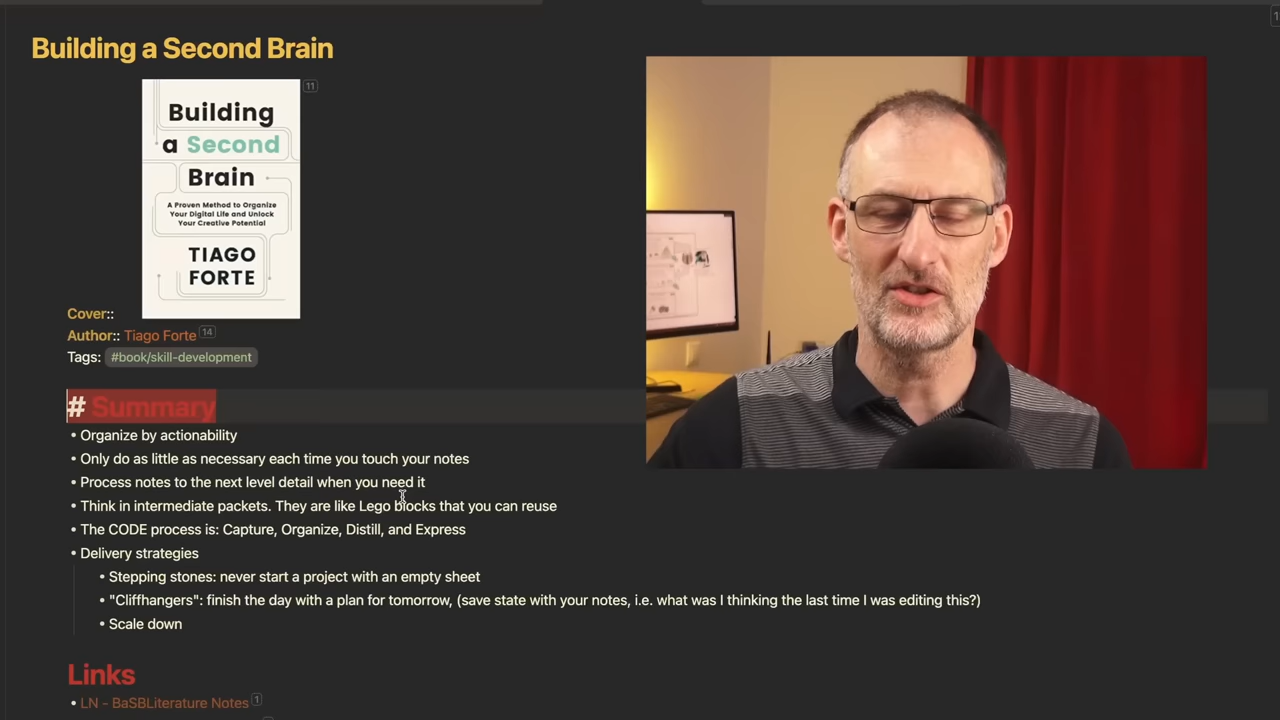 Building a Second Brain
Building
a Second
Brain
A Proven Method to Organize
Your Digital Life and Unlock
Your Creative Potential
TIAGO
FORTE
11
Cover::
Author:: Tiago Forte 14
Tags: #book/skill-development
# Summary
• Organize by actionability
• Only do as little as necessary each time you touch your notes
• Process notes to the next level detail when you need it
• Think in intermediate packets. They are like Lego blocks that you can reuse
• The CODE process is: Capture, Organize, Distill, and Express
• Delivery strategies
• Stepping stones: never start a project with an empty sheet
• "Cliffhangers": finish the day with a plan for tomorrow, (save state with your notes, i.e. what was I thinking the last time I was editing this?)
• Scale down
Links
• LN - BaSBLiterature Notes 1